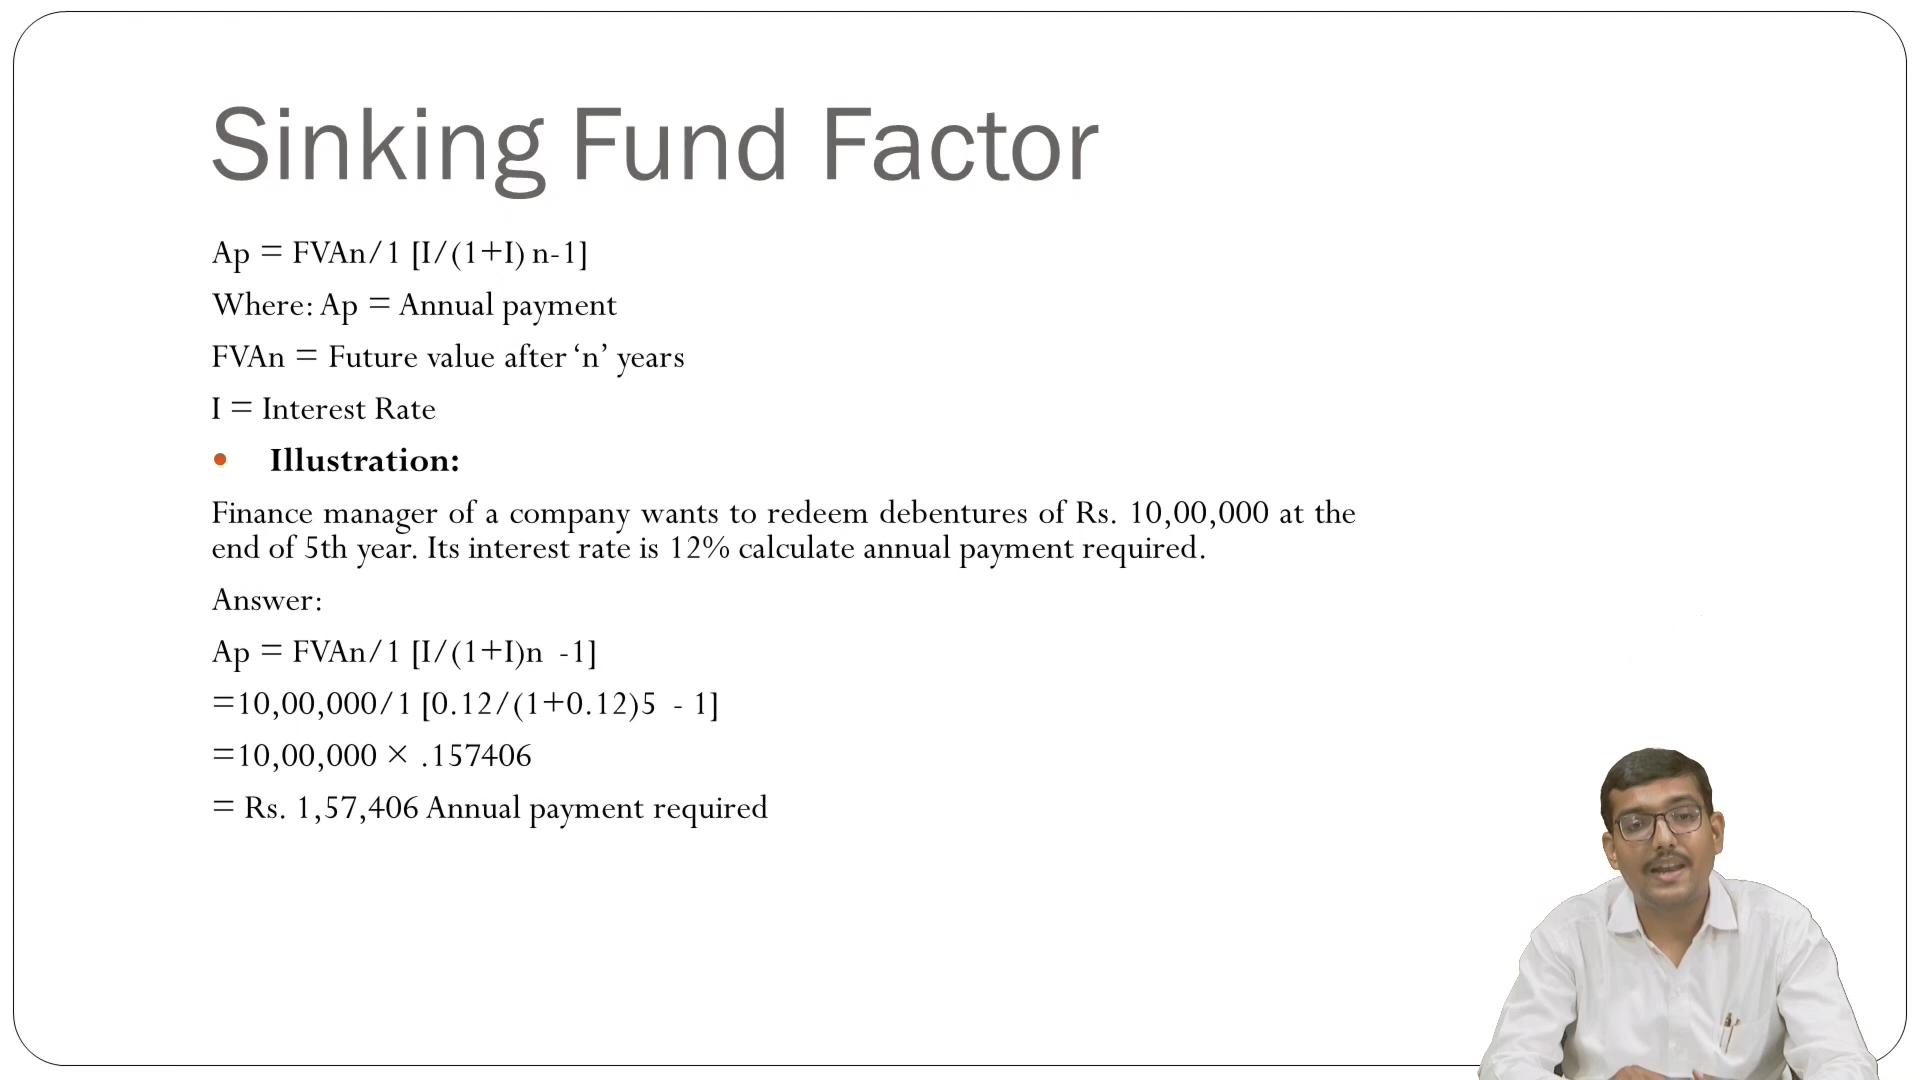 Sinking Fund Factor
Ap = FVAn/1 [I/(1+I) n-1]
Where: Ap = Annual payment
FVAn = Future value after ‘n’ years
I = Interest Rate
• Illustration:
Finance manager of a company wants to redeem debentures of Rs. 10,00,000 at the
end of 5th year. Its interest rate is 12% calculate annual payment required.
Answer:
Ap = FVAn/1 [I/(1+I)n -1]
=10,00,000/1 [0.12/(1+0.12)5 - 1]
=10,00,000 × .157406
= Rs. 1,57,406 Annual payment required